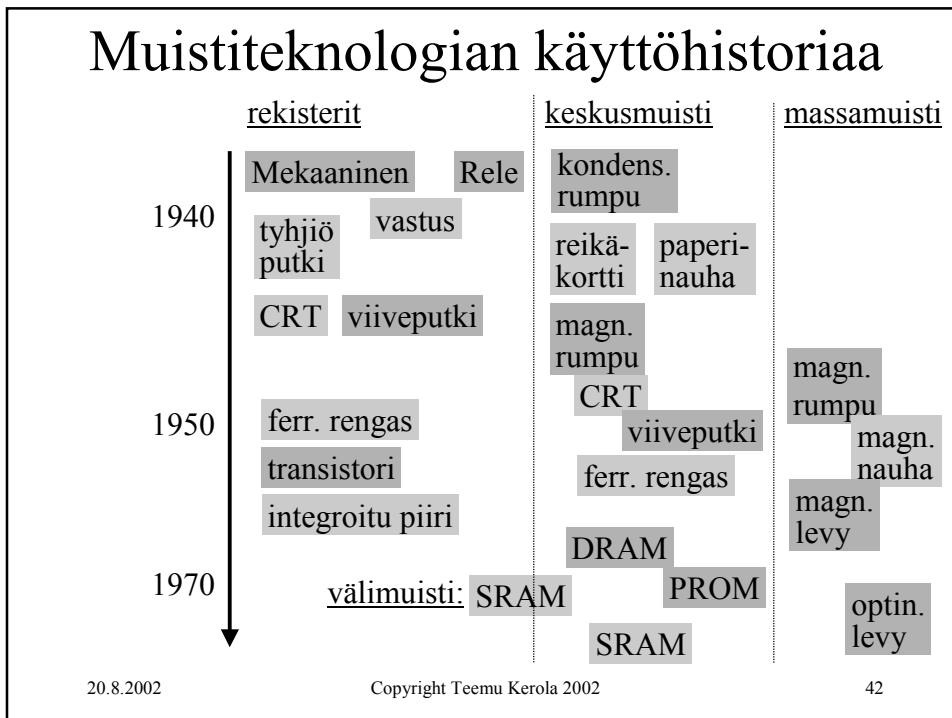 Muistiteknologian käyttöhistoriaa
rekisterit
keskusmuisti
massamuisti
Mekaaninen
Rele
kondens.
rumpu
1940
tyhjiö
putki
vastus
reikä-
kortti
paperi-
nauha
CRT
viiveputki
magn.
rumpu
magn.
rumpu
CRT
1950
ferr. rengas
viiveputki
magn.
nauha
transistori
ferr. rengas
magn.
levy
integroitu piiri
DRAM
1970
välimuisti:
SRAM
PROM
optin.
levy
SRAM
20.8.2002
Copyright Teemu Kerola 2002
42